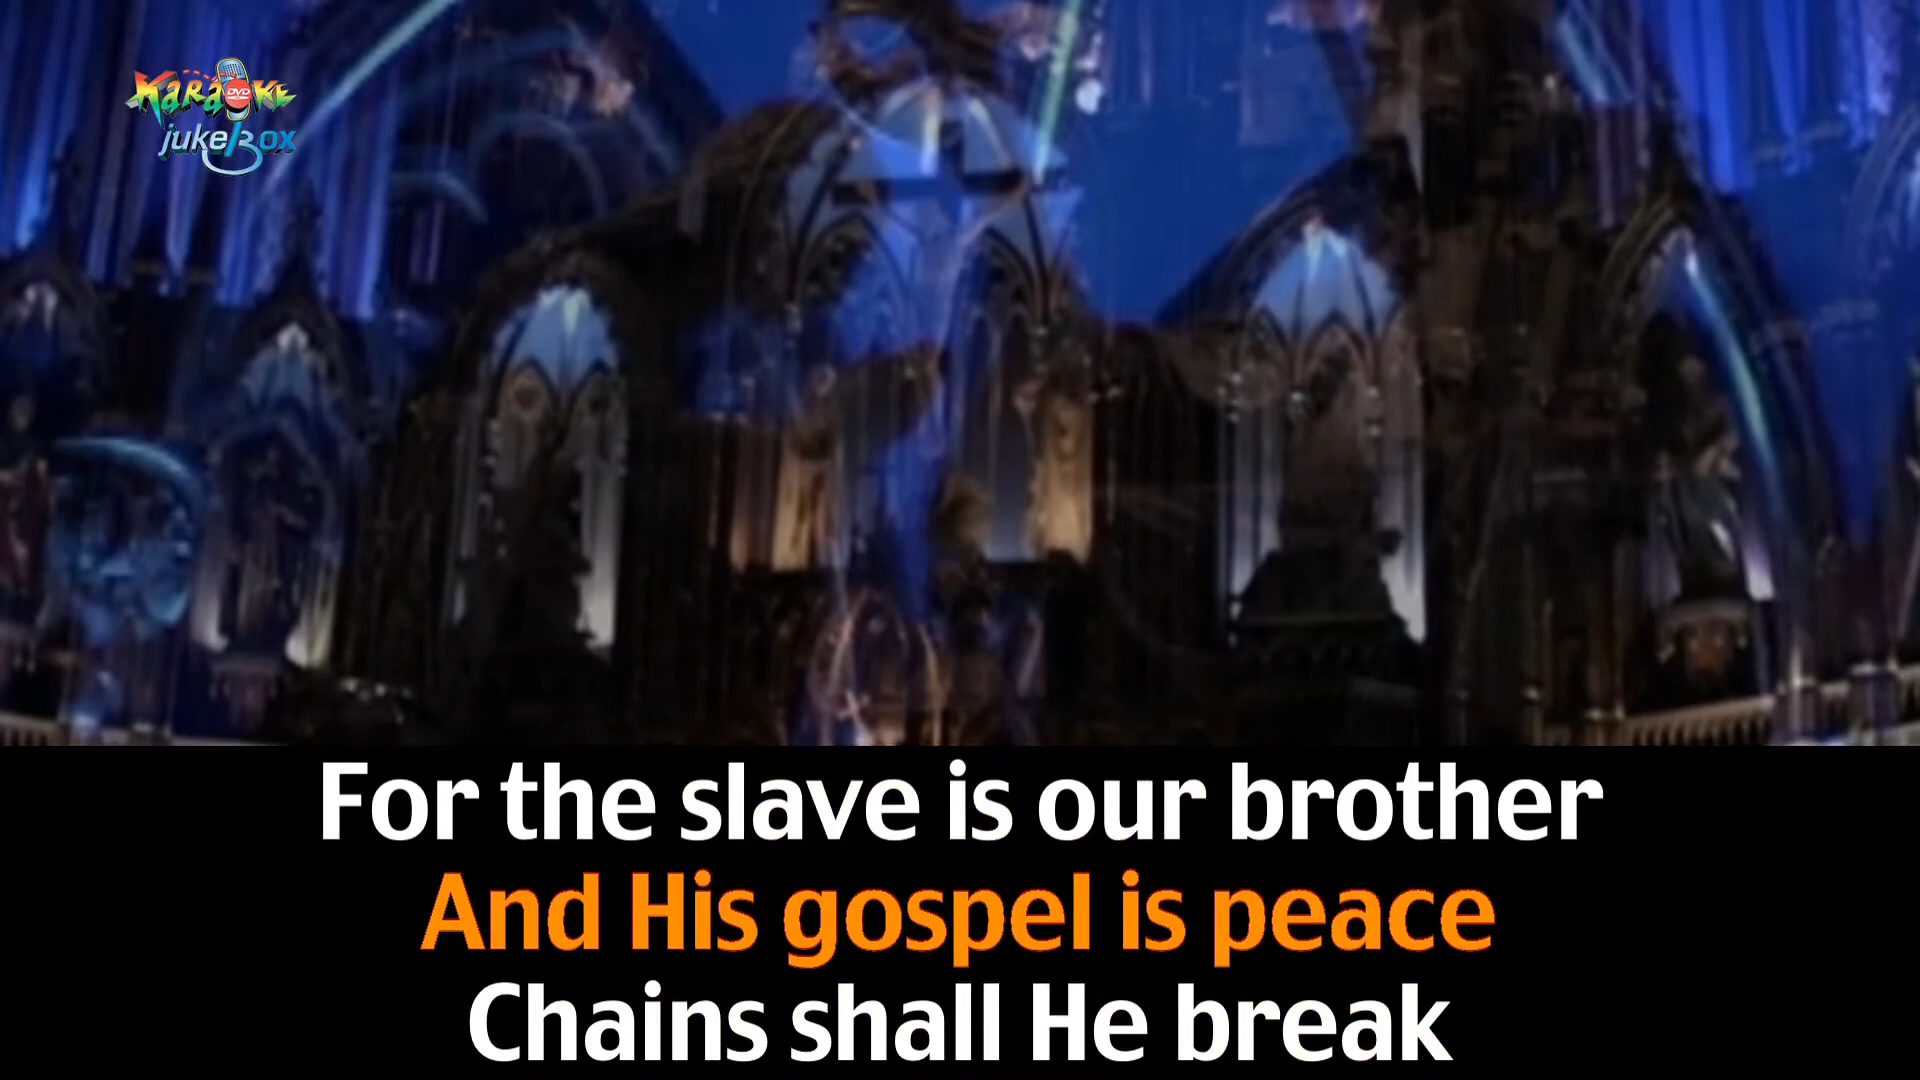 KaraOKe
DVD
jukeBox
For the slave is our brother
And His gospel is peace
Chains shall He break